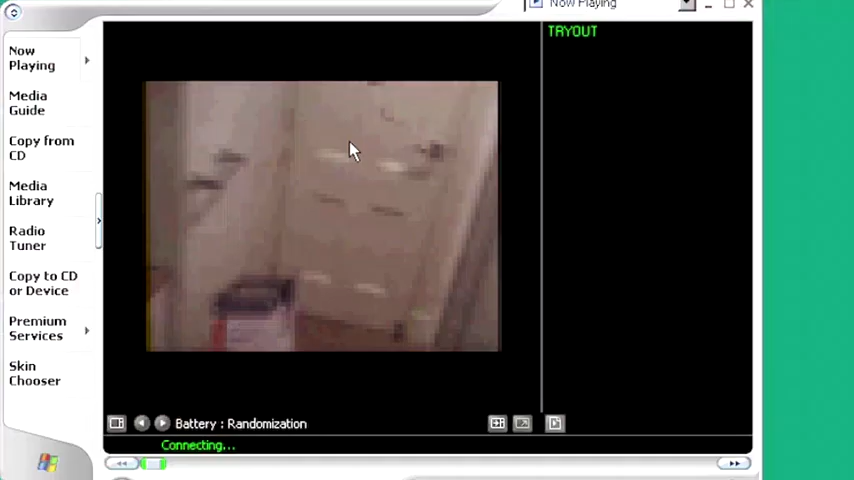 Now Playing
TRYOUT
Now
Playing
Media
Guide
Copy from
CD
Media
Library
Radio
Tuner
Copy to CD
or Device
Premium
Services
Skin
Chooser
Battery : Randomization
Connecting...